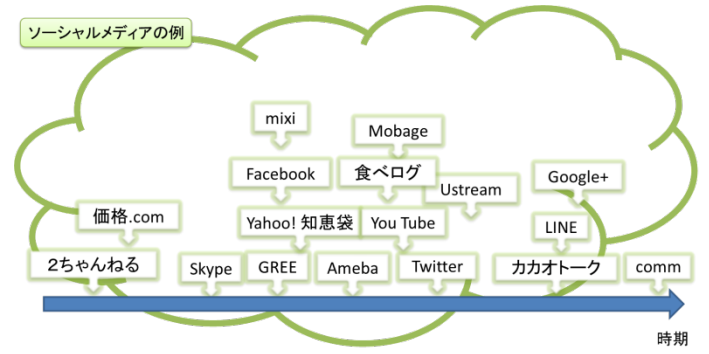 ソーシャルメディアの例
mixi
Mobage
Facebook
食べログ
Ustream
Google+
価格.com
Yahoo! 知恵袋
You Tube
LINE
2ちゃんねる
Skype
GREE
Ameba
Twitter
カカオトーク
comm
時期